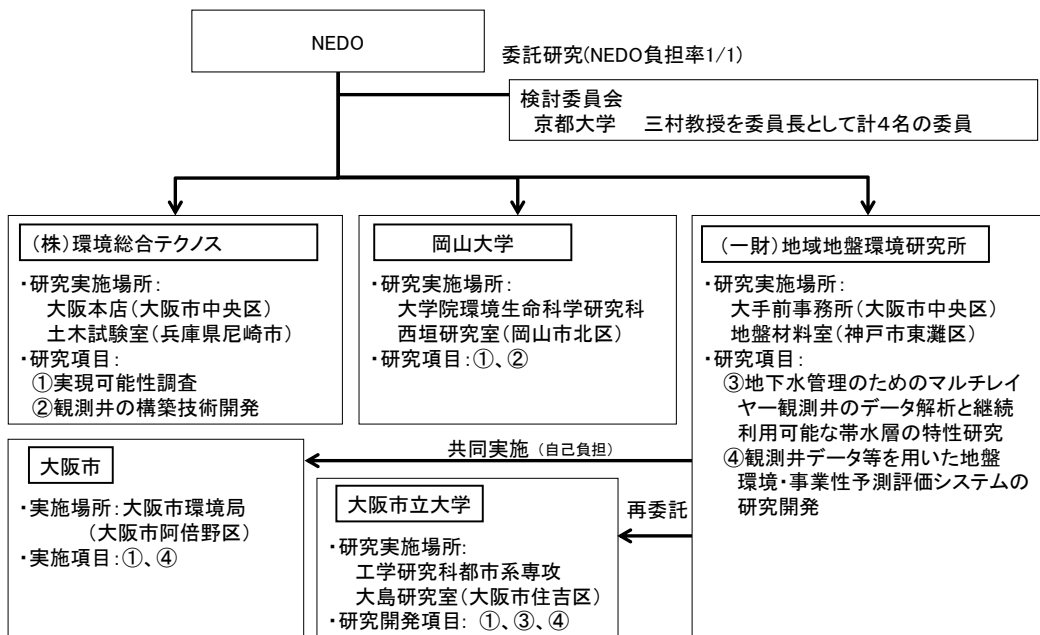 NEDO
委託研究(NEDO負担率1/1)
検討委員会
京都大学　三村教授を委員長として計4名の委員
(株)環境総合テクノス
・研究実施場所:
大阪本店(大阪市中央区)
土木試験室(兵庫県尼崎市)
・研究項目:
①実現可能性調査
②観測井の構築技術開発
岡山大学
・研究実施場所:
大学院環境生命科学研究科
西垣研究室(岡山市北区)
・研究項目:①、②
(一財)地域地盤環境研究所
・研究実施場所:
大手前事務所(大阪市中央区)
地盤材料室(神戸市東灘区)
・研究項目:
③地下水管理のためのマルチレイ
ヤー観測井のデータ解析と継続
利用可能な帯水層の特性研究
④観測井データ等を用いた地盤
環境・事業性予測評価システムの
研究開発
共同実施 (自己負担)
大阪市
・実施場所:大阪市環境局
(大阪市阿倍野区)
・実施項目:①、④
再委託
大阪市立大学
・研究実施場所:
工学研究科都市系専攻
大島研究室(大阪市住吉区)
・研究開発項目: ①、③、④